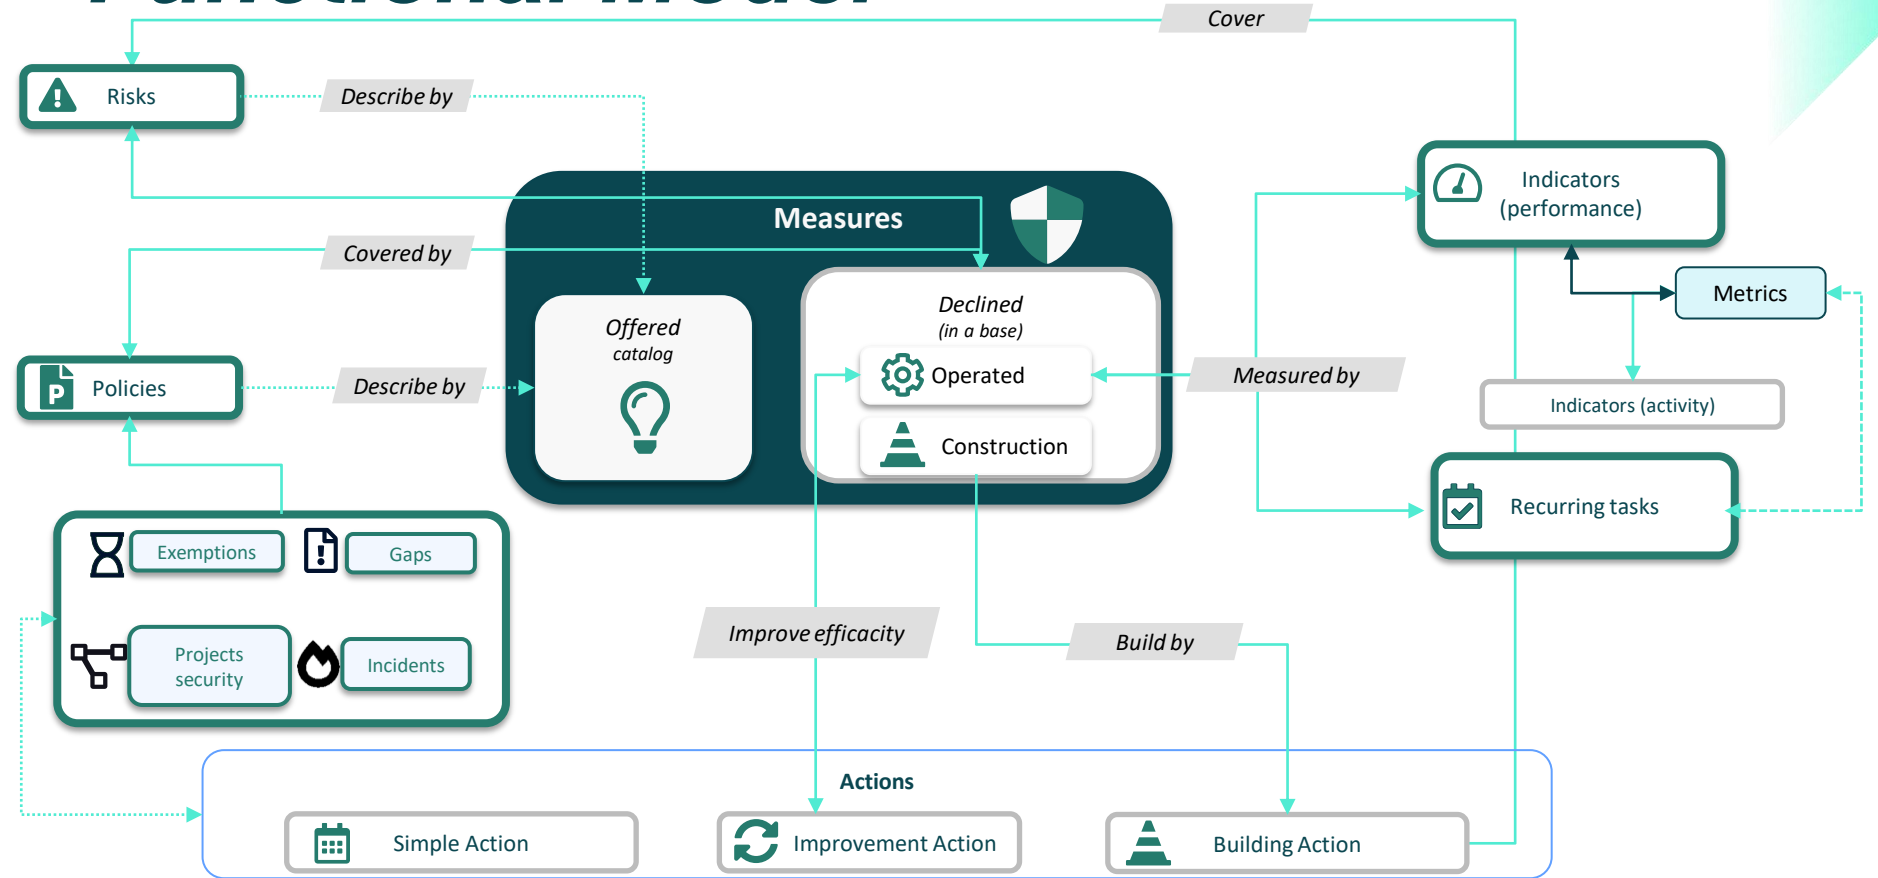 Functional Model
Cover
Risks
Describe by
Measures
Indicators
(performance)
Covered by
Metrics
Declined
(in a base)
Offered
catalog
Operated
Measured by
Policies
Describe by
Indicators (activity)
Construction
Recurring tasks
Exemptions
Gaps
Improve efficacity
Build by
Projects
security
Incidents
Actions
Simple Action
Improvement Action
Building Action